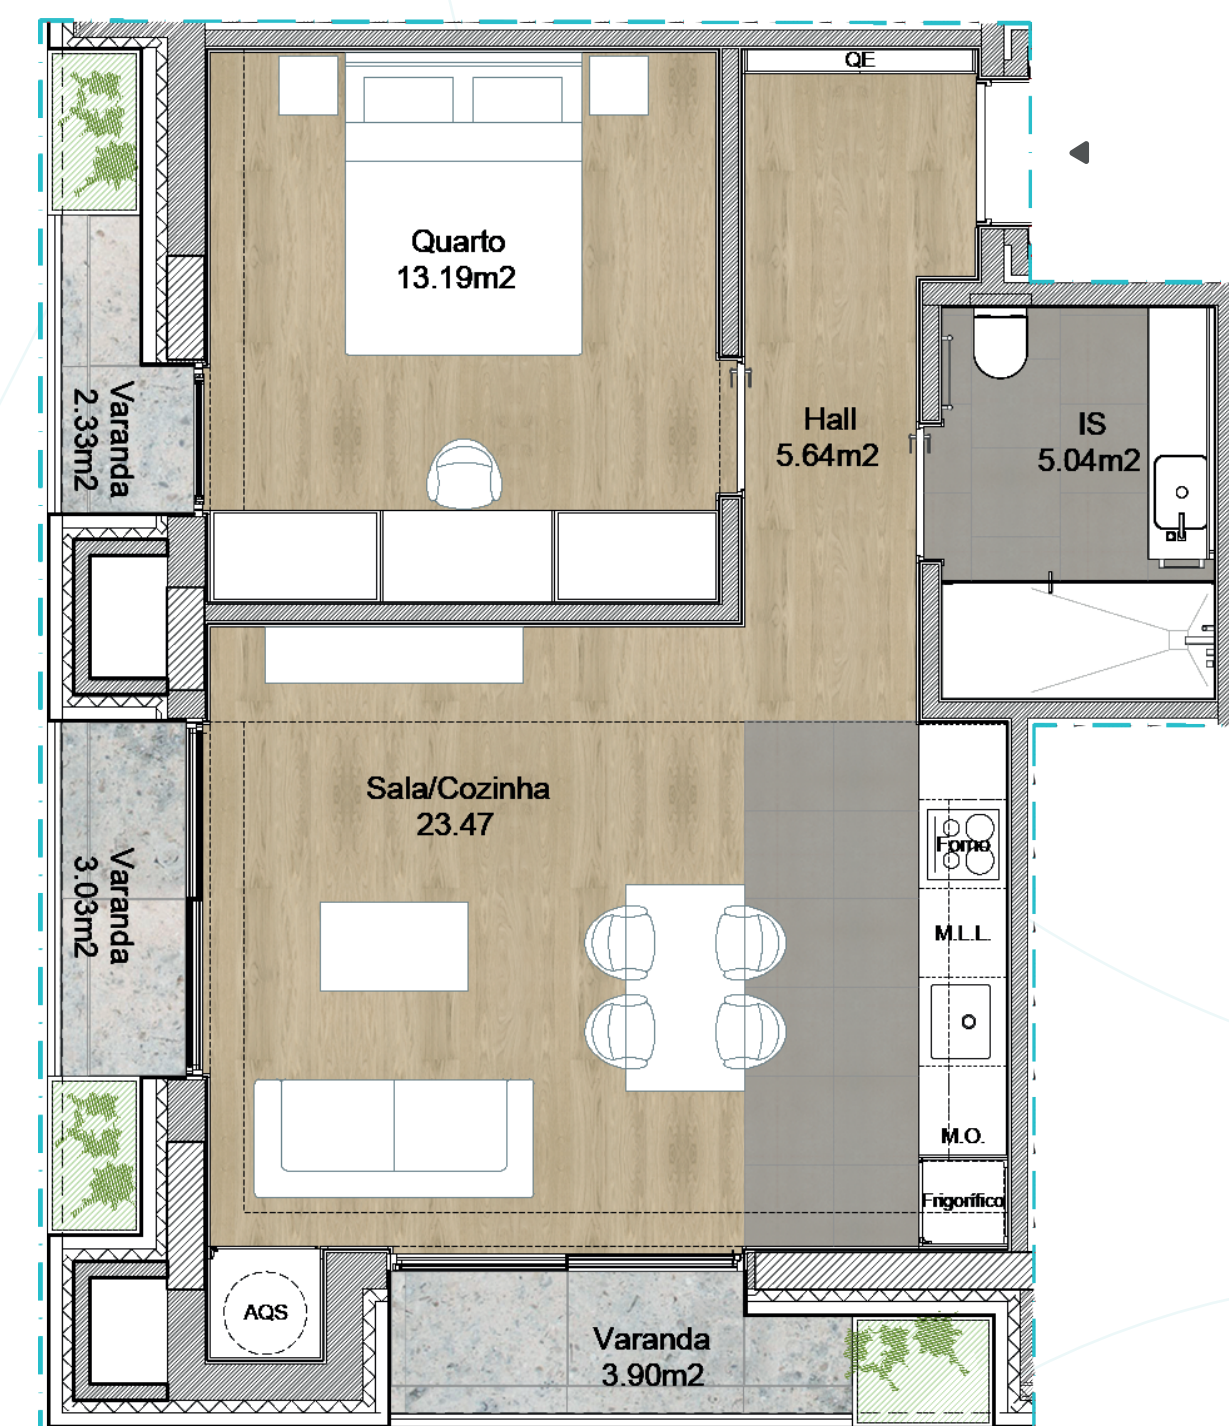 QE
Quarto
13.19m2
Varanda
2.33m2
Hall
5.64m2
IS
5.04m2
Sala/Cozinha
23.47
Varanda
3.03m2
Forno
M.L.L.
M.O.
Frigorífico
AQS
Varanda
3.90m2